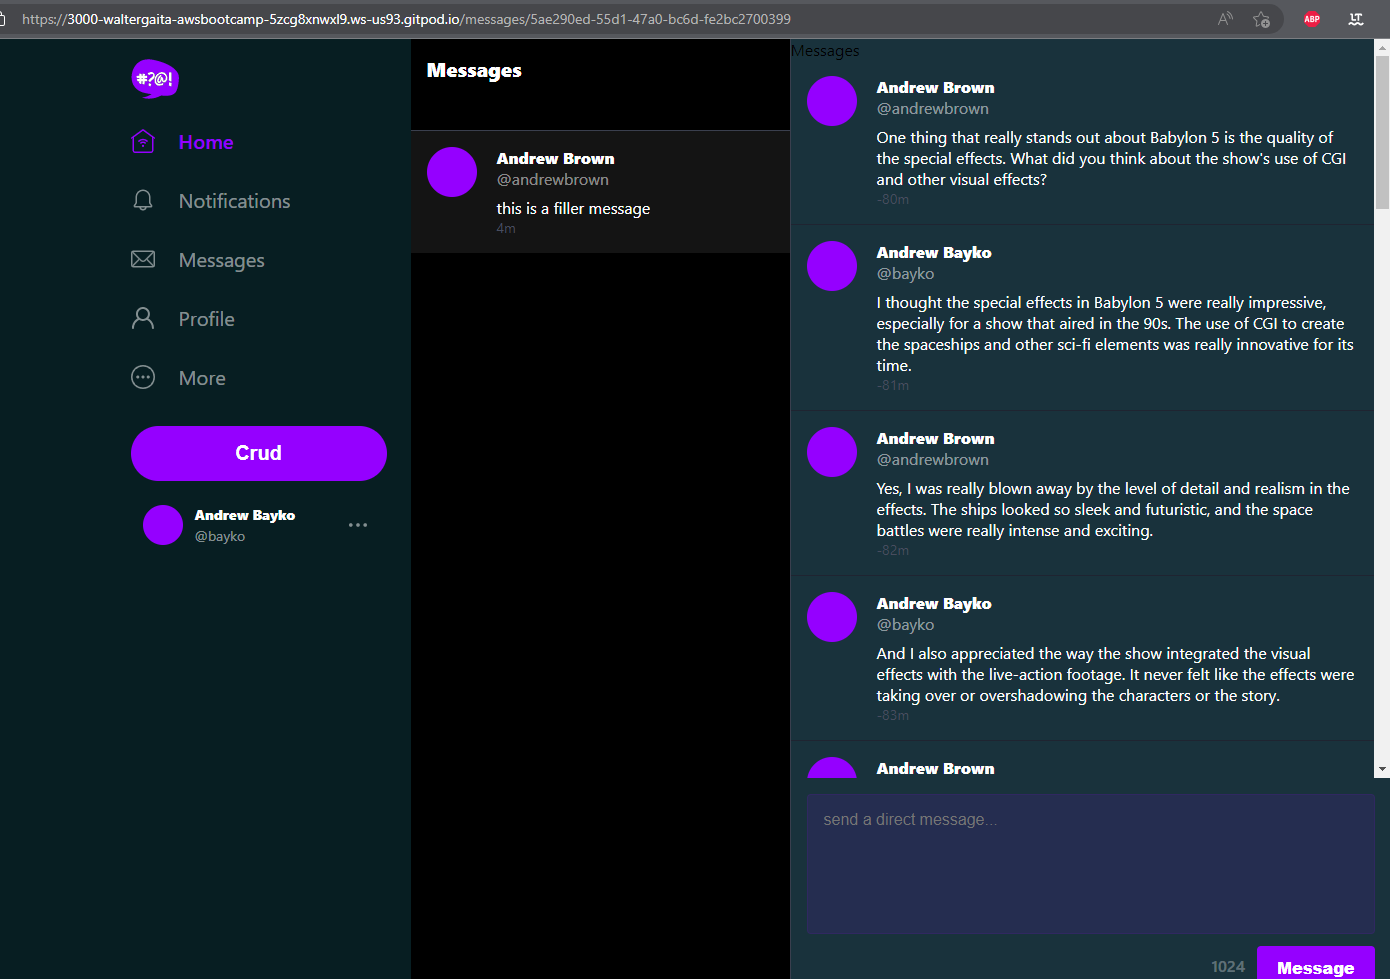 https://3000-waltergaita-awsbootcamp-5zcg8xnwxl9.ws-us93.gitpod.io/messages/5ae290ed-55d1-47a0-bc6d-fe2bc2700399
A
ABP
LT
#?@!
Home
Notifications
Messages
Profile
More
Crud
Andrew Bayko
@bayko
Messages
Andrew Brown
@andrewbrown
this is a filler message
4m
Messages
Andrew Brown
@andrewbrown
One thing that really stands out about Babylon 5 is the quality of
the special effects. What did you think about the show's use of CGI
and other visual effects?
-80m
Andrew Bayko
@bayko
I thought the special effects in Babylon 5 were really impressive,
especially for a show that aired in the 90s. The use of CGI to create
the spaceships and other sci-fi elements was really innovative for its
time.
-81m
Andrew Brown
@andrewbrown
Yes, I was really blown away by the level of detail and realism in the
effects. The ships looked so sleek and futuristic, and the space
battles were really intense and exciting.
-82m
Andrew Bayko
@bayko
And I also appreciated the way the show integrated the visual
effects with the live-action footage. It never felt like the effects were
taking over or overshadowing the characters or the story.
-83m
Andrew Brown
send a direct message...
1024
Message